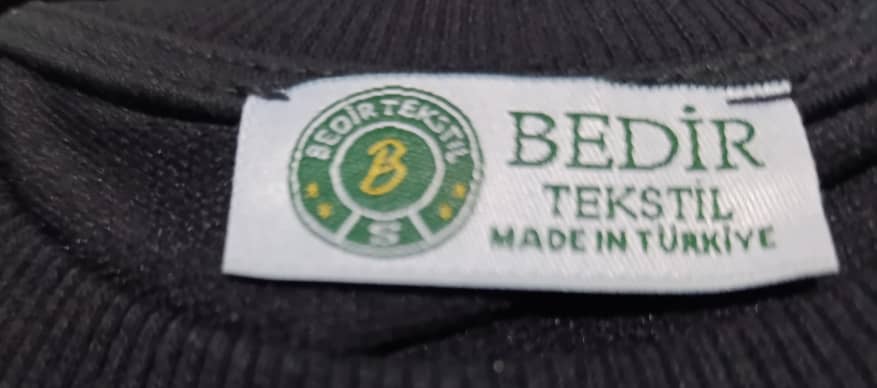 BEDİR TEKSTİL
B
S
BEDİR
TEKSTİL
MADE IN TÜRKİYE